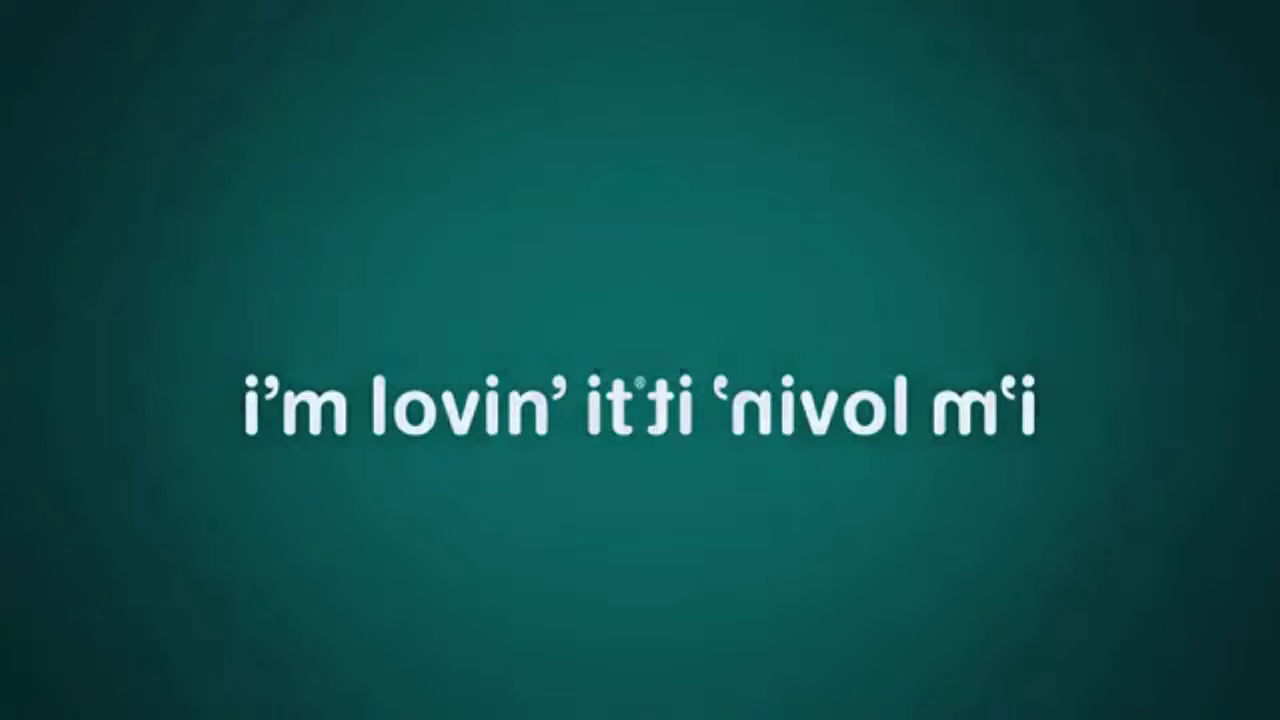 i’m lovin’ it® ti ‘nivol m‘i